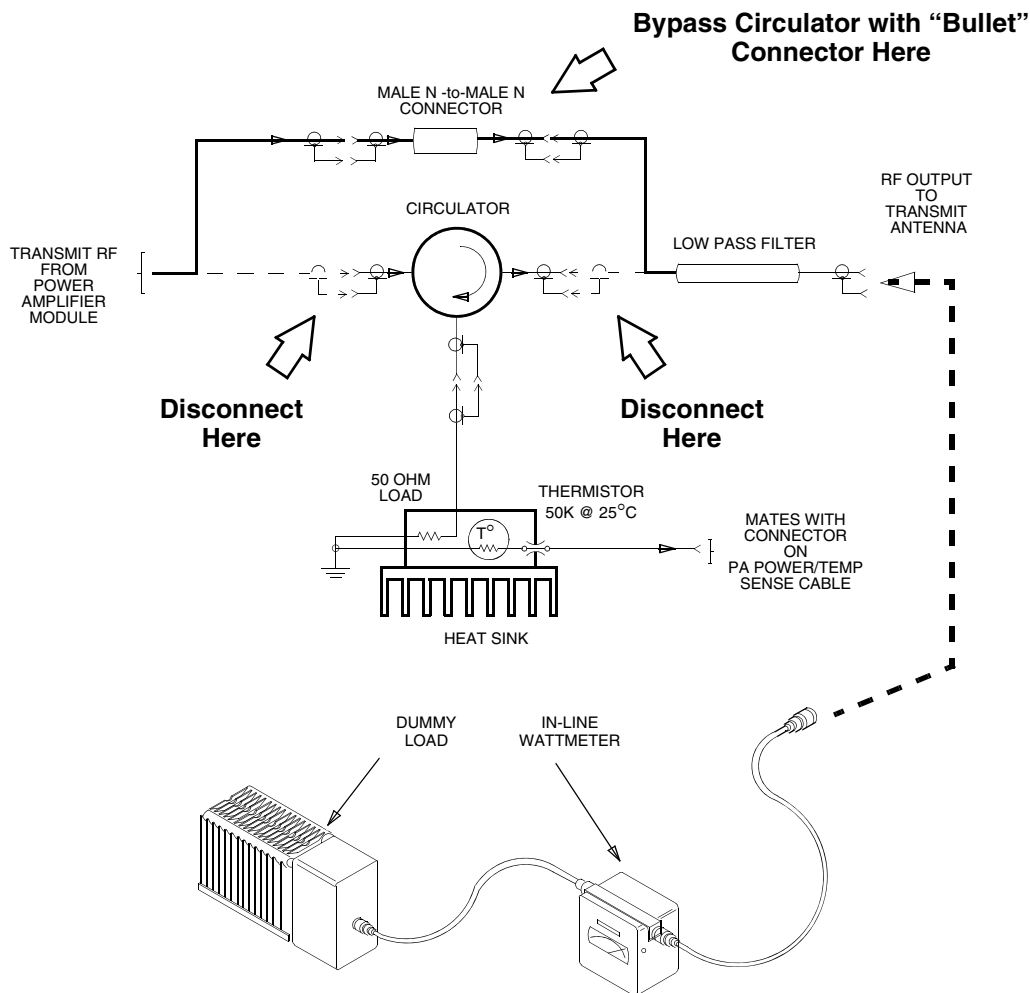 Bypass Circulator with “Bullet”
Connector Here
MALE N -to-MALE N
CONNECTOR
RF OUTPUT
TO
TRANSMIT
ANTENNA
CIRCULATOR
LOW PASS FILTER
TRANSMIT RF
FROM
POWER
AMPLIFIER
MODULE
Disconnect
Here
Disconnect
Here
50 OHM
LOAD
THERMISTOR
50K @ 25°C
T°
MATES WITH
CONNECTOR
ON
PA POWER/TEMP
SENSE CABLE
HEAT SINK
DUMMY
LOAD
IN-LINE
WATTMETER